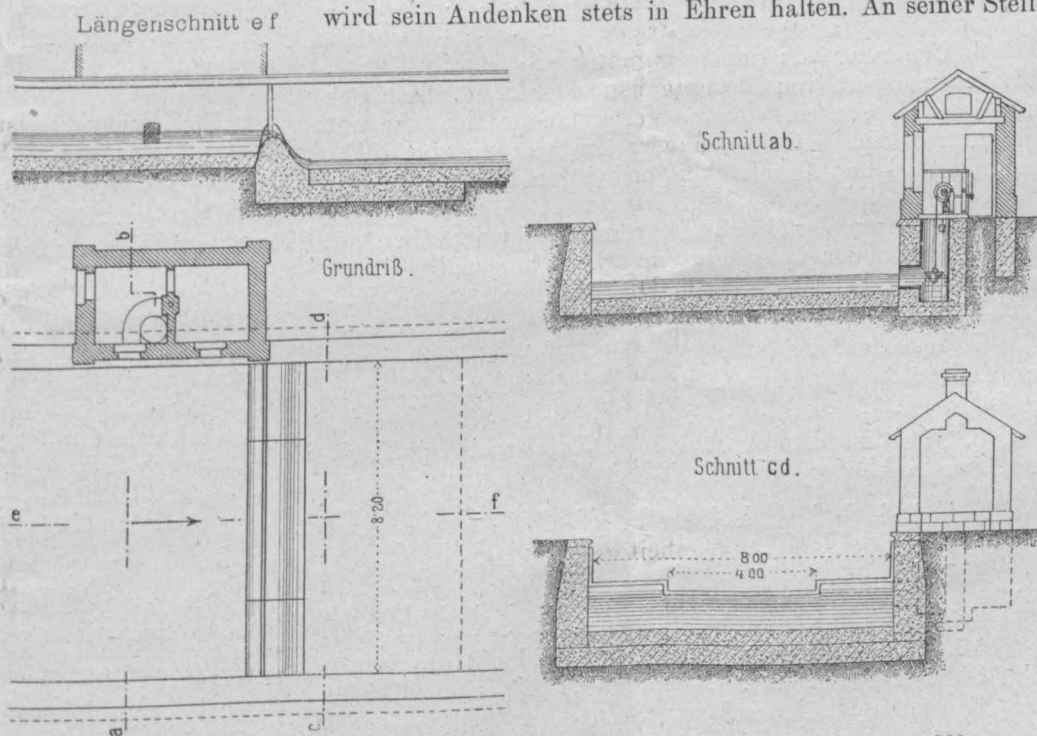 Längenschnitt e f
wird sein Andenken stets in Ehren halten. An seiner Stelle
Schnitt ab.
b
Grundriß.
d
8·20
e
f
a
c
Schnitt cd.
8 00
4 00